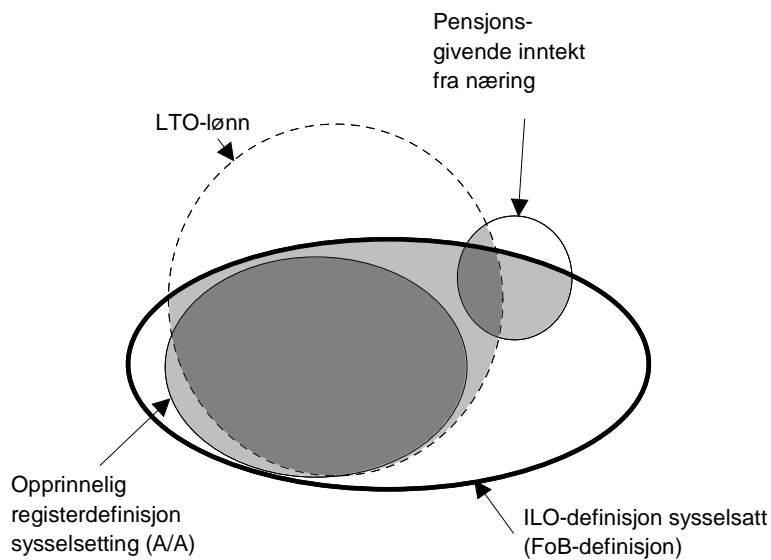 Pensjons-
givende inntekt
fra næring
LTO-lønn
Opprinnelig
registerdefinisjon
sysselsetting (A/A)
ILO-definisjon sysselsatt
(FoB-definisjon)